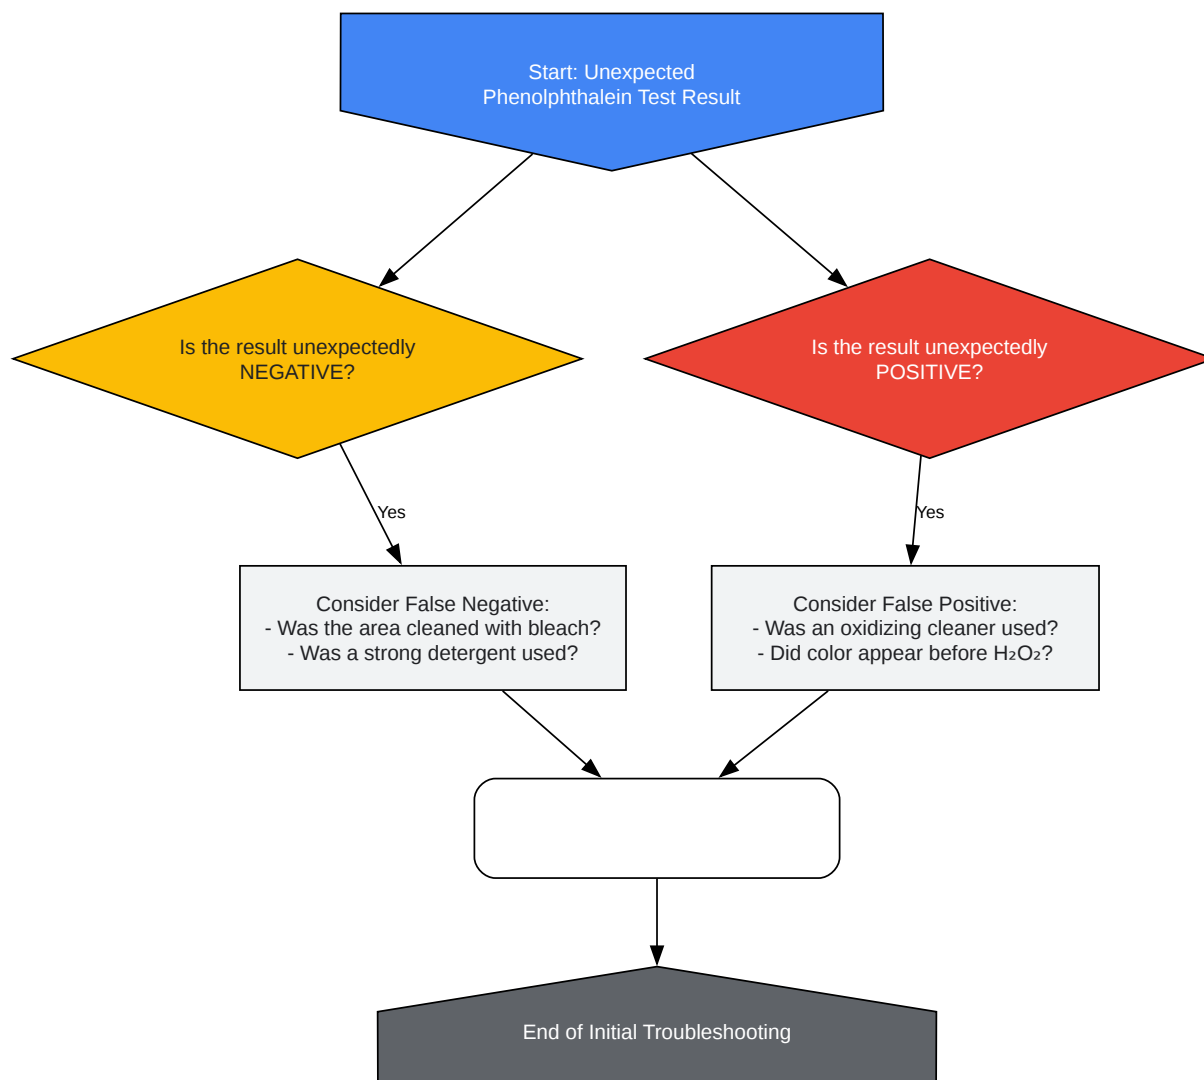 Start: Unexpected
Phenolphthalein Test Result
Is the result unexpectedly
NEGATIVE?
Is the result unexpectedly
POSITIVE?
Yes
Yes
Consider False Negative:
- Was the area cleaned with bleach?
- Was a strong detergent used?
Consider False Positive:
- Was an oxidizing cleaner used?
- Did color appear before H₂O₂?
End of Initial Troubleshooting